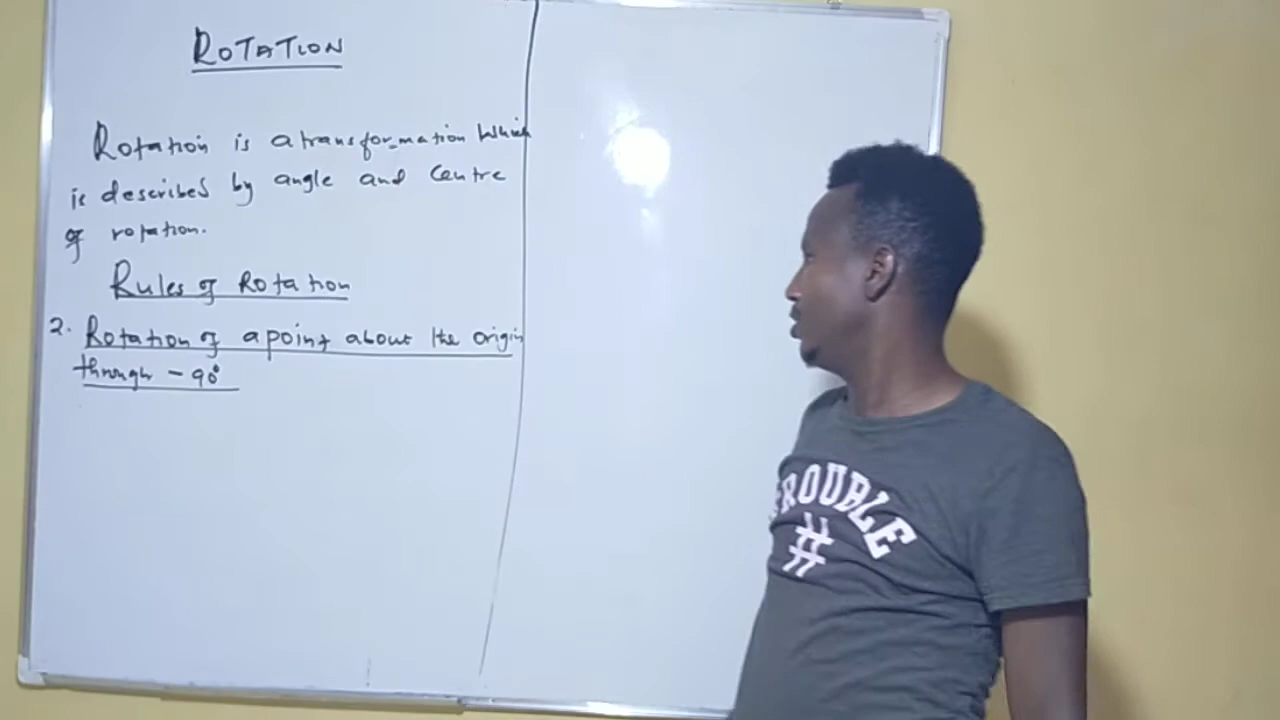 ROTATION
Rotation is a transformation which
is described by angle and centre
of rotation.
Rules of Rotation
2. Rotation of a point about the origin
through - 90°
TROUBLE
#